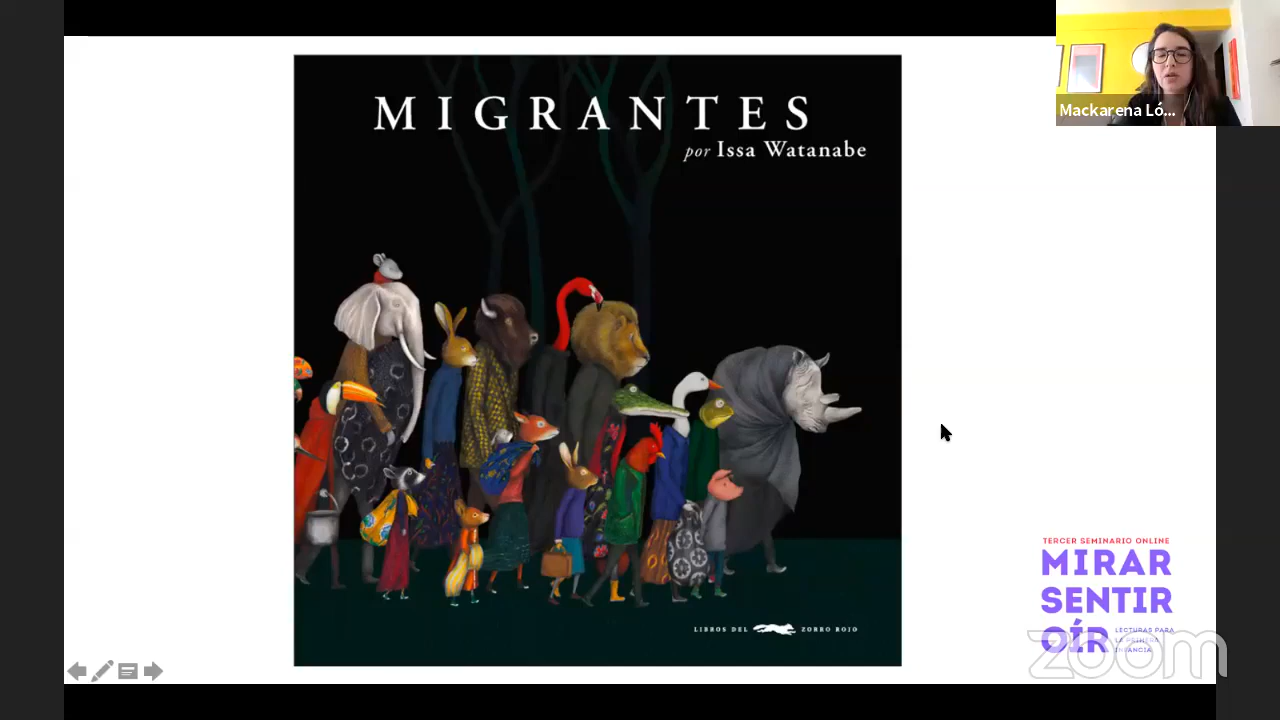 MIGRANTES
por Issa Watanabe
Mackarena Ló...
LIBROS DEL ZORRO ROJO
TERCER SEMINARIO ONLINE
MIRAR
SENTIR
OÍR
LECTURAS PARA
LA PRIMERA
INFANCIA
zoom